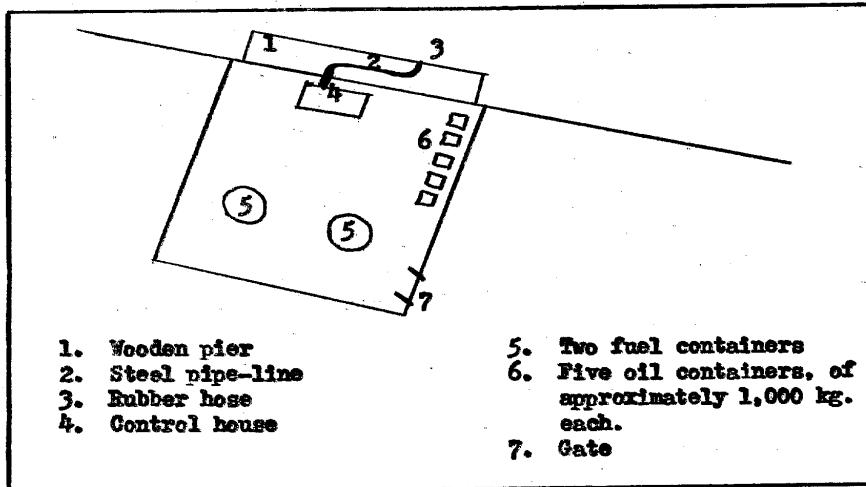 1
2
3
4
6
5
5
7
1. Wooden pier
2. Steel pipe-line
3. Rubber hose
4. Control house
5. Two fuel containers
6. Five oil containers, of
approximately 1,000 kg.
each.
7. Gate